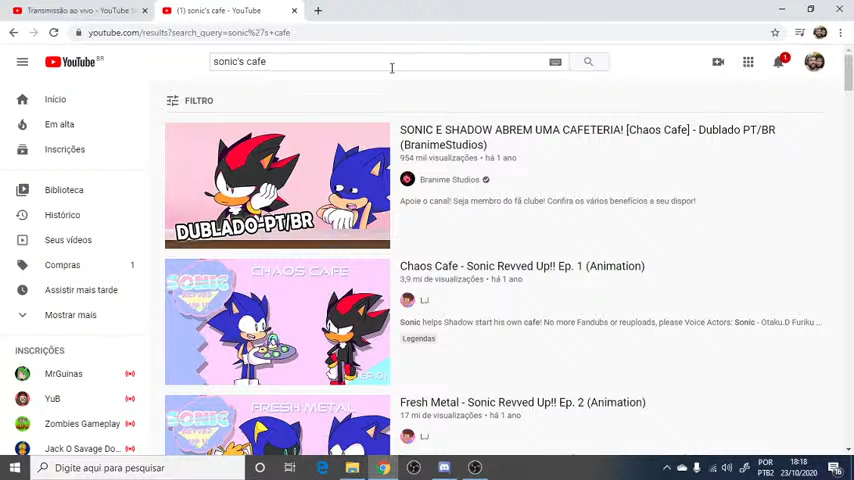 Transmissão ao vivo - YouTube St
(1) sonic's cafe - YouTube
youtube.com/results?search_query=sonic%27s+cafe
YouTube BR
sonic's cafe
1
Início
Em alta
Inscrições
Biblioteca
Histórico
Seus vídeos
Compras 1
Assistir mais tarde
Mostrar mais
INSCRIÇÕES
MrGuinas
YuB
Zombies Gameplay
Jack O Savage Do...
FILTRO
DUBLADO-PT/BR
SONIC E SHADOW ABREM UMA CAFETERIA! [Chaos Cafe] - Dublado PT/BR
(BranimeStudios)
954 mil visualizações • há 1 ano
Branime Studios
Apoie o canal! Seja membro do fã clube! Confira os vários benefícios a seu dispor!
CHAOS CAFE
SONIC
Chaos Cafe - Sonic Revved Up!! Ep. 1 (Animation)
3,9 mi de visualizações • há 1 ano
LJ
Sonic helps Shadow start his own cafe! No more Fandubs or reuploads, please Voice Actors: Sonic - Otaku.D Furiku ...
Legendas
FRESH METAL
SONIC
Fresh Metal - Sonic Revved Up!! Ep. 2 (Animation)
17 mi de visualizações • há 1 ano
LJ
Digite aqui para pesquisar
POR
PTB2
18:18
23/10/2020
16